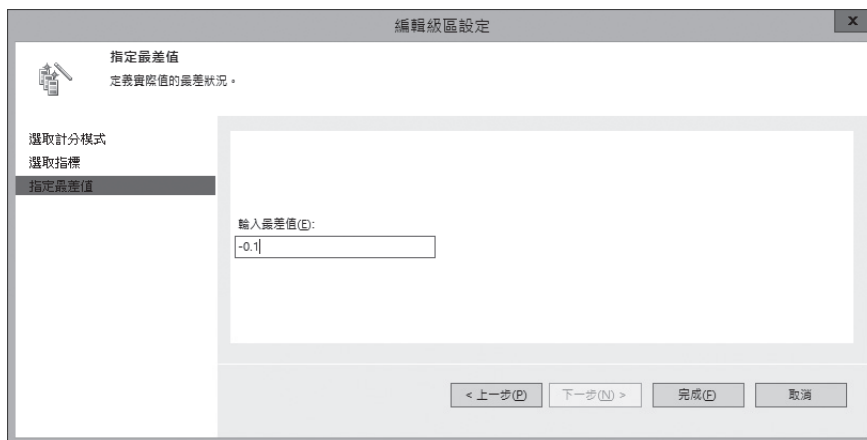 編輯級區設定
x
指定最差值
定義實際值的最差狀況。
選取計分模式
選取指標
指定最差值
輸入最差值(E):
-0.1
< 上一步(P)
下一步(N) >
完成(F)
取消